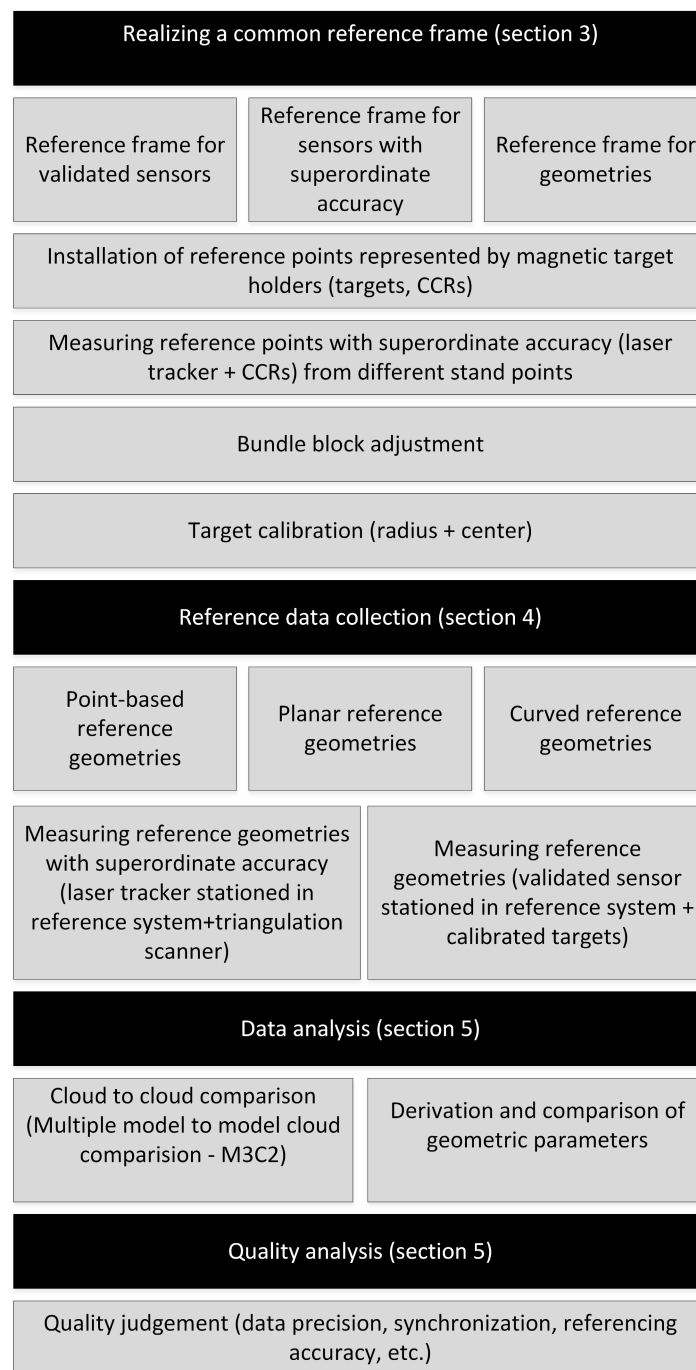 Realizing a common reference frame (section 3)
Reference frame for
validated sensors
Reference frame for
sensors with
superordinate
accuracy
Reference frame for
geometries
Installation of reference points represented by magnetic target
holders (targets, CCRs)
Measuring reference points with superordinate accuracy (laser
tracker + CCRs) from different stand points
Bundle block adjustment
Target calibration (radius + center)
Reference data collection (section 4)
Point-based
reference
geometries
Planar reference
geometries
Curved reference
geometries
Measuring reference geometries
with superordinate accuracy
(laser tracker stationed in
reference system+triangulation
scanner)
Measuring reference
geometries (validated sensor
stationed in reference system +
calibrated targets)
Data analysis (section 5)
Cloud to cloud comparison
(Multiple model to model cloud
comparision - M3C2)
Derivation and comparison of
geometric parameters
Quality analysis (section 5)
Quality judgement (data precision, synchronization, referencing
accuracy, etc.)